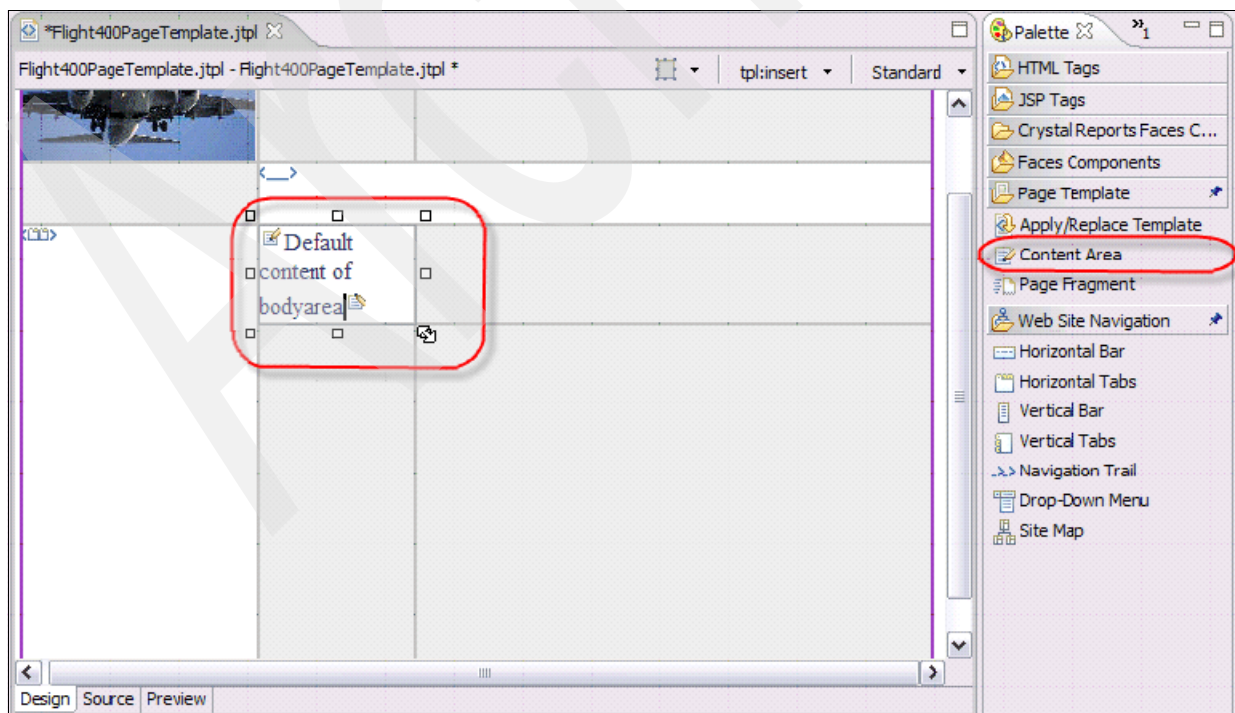 *Flight400PageTemplate.jtpl
Flight400PageTemplate.jtpl - Flight400PageTemplate.jtpl *
tpl:insert
Standard
Default
content of
bodyarea
Design
Source
Preview
Palette
»1
HTML Tags
JSP Tags
Crystal Reports Faces C...
Faces Components
Page Template
Apply/Replace Template
Content Area
Page Fragment
Web Site Navigation
Horizontal Bar
Horizontal Tabs
Vertical Bar
Vertical Tabs
Navigation Trail
Drop-Down Menu
Site Map